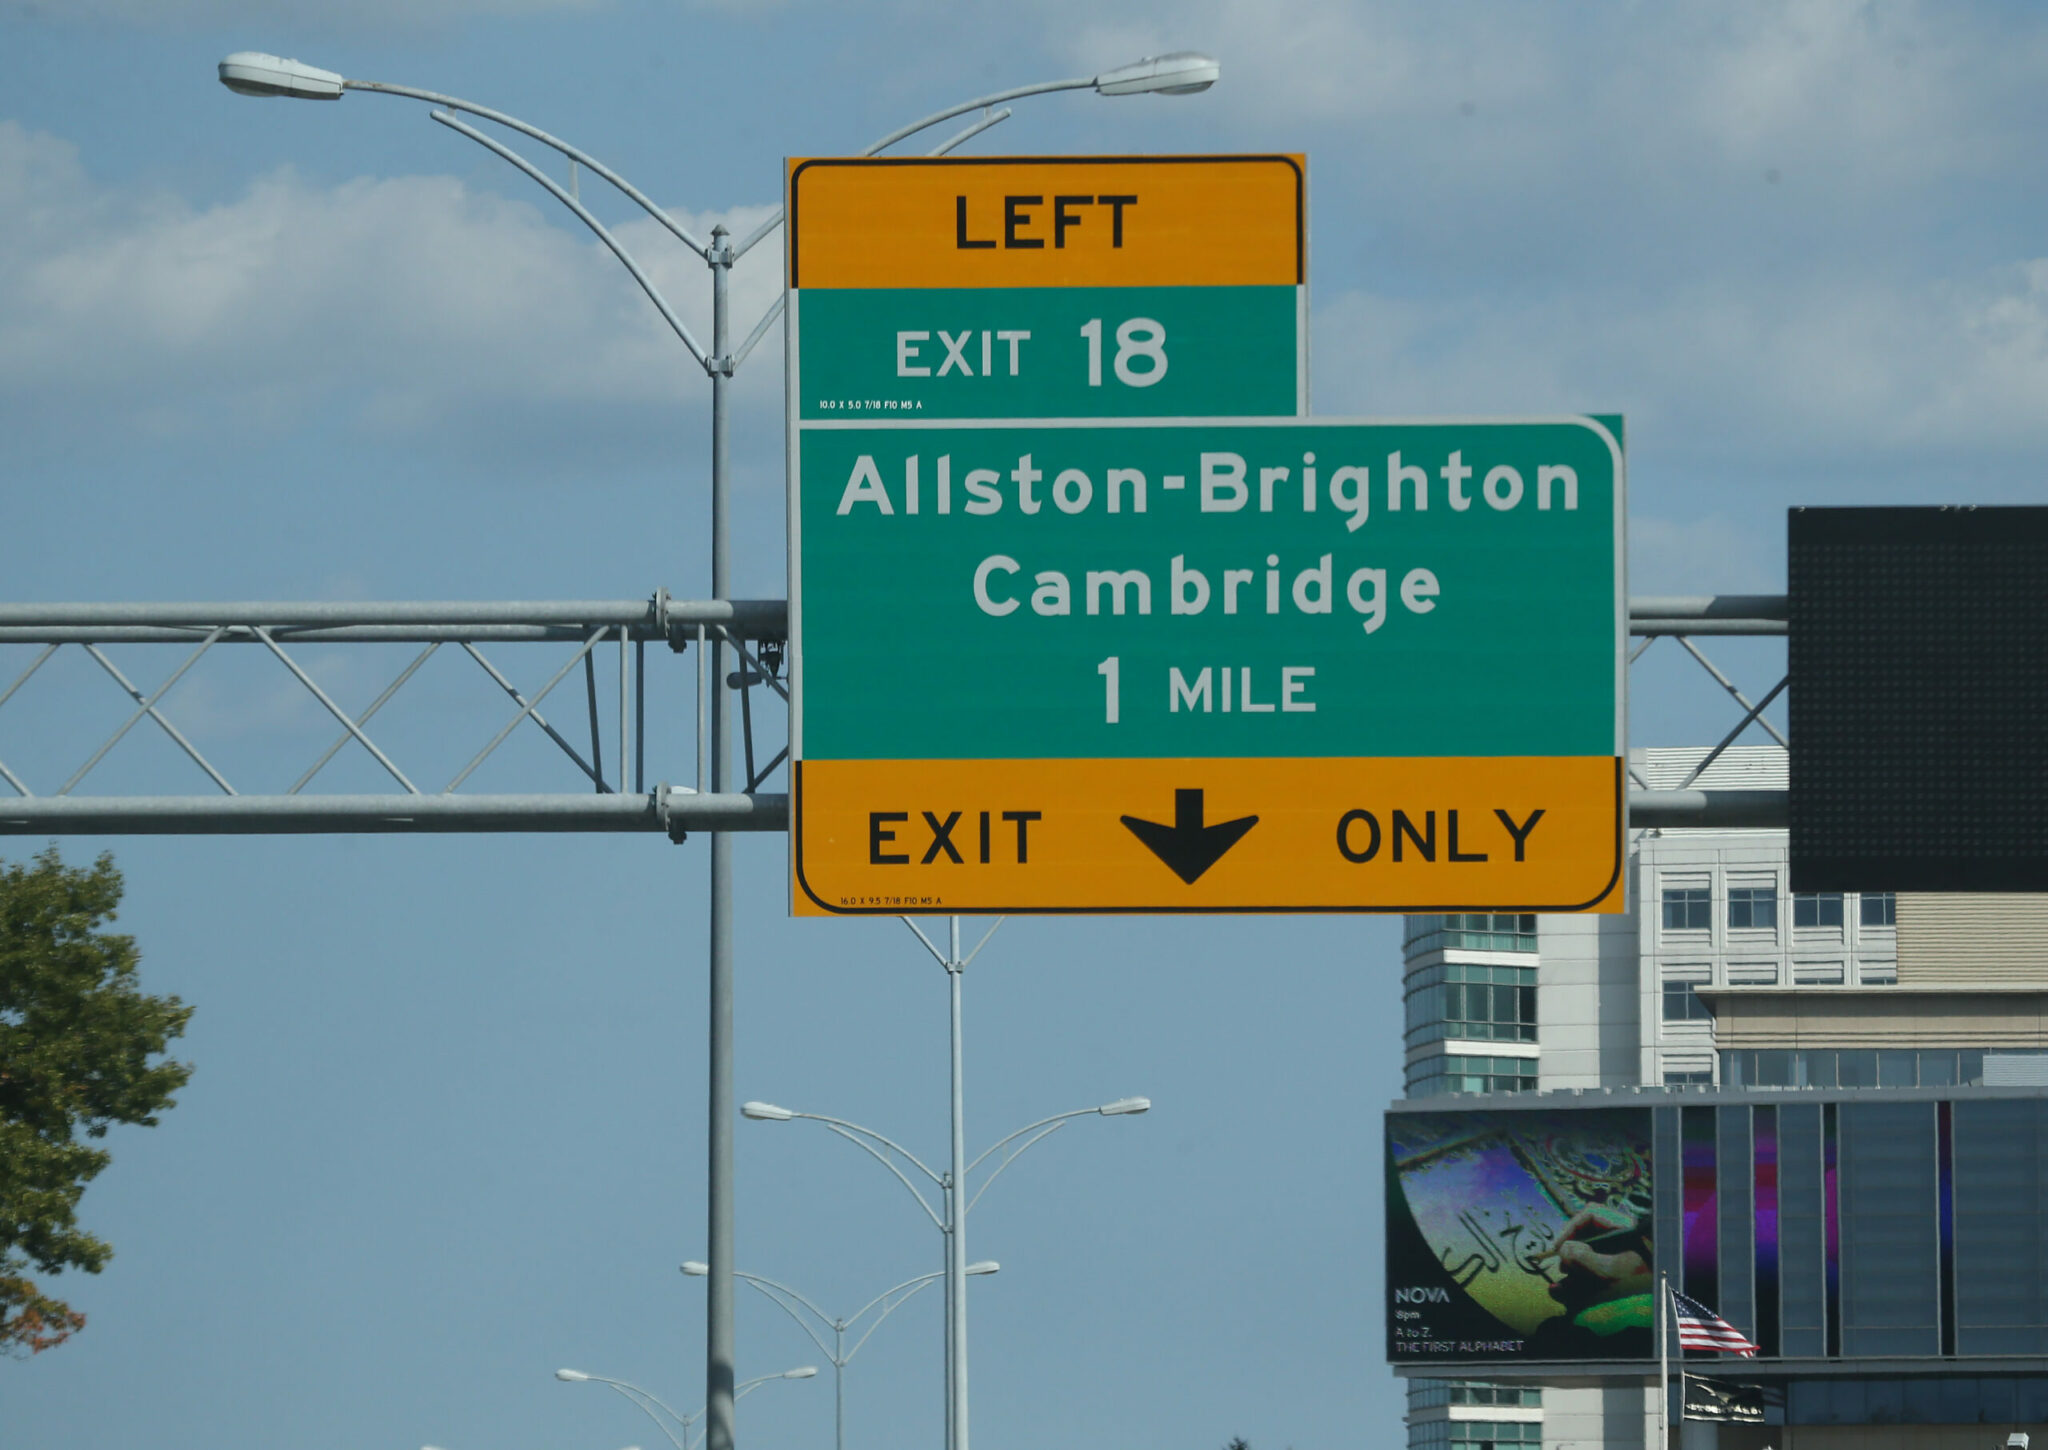 LEFT
EXIT 18
10.0 X 5.0 7/18 F10 M5 A
Allston-Brighton
Cambridge
1 MILE
EXIT ONLY
16.0 X 9.5 7/18 F10 M5 A
NOVA
8pm
A to Z:
THE FIRST ALPHABET